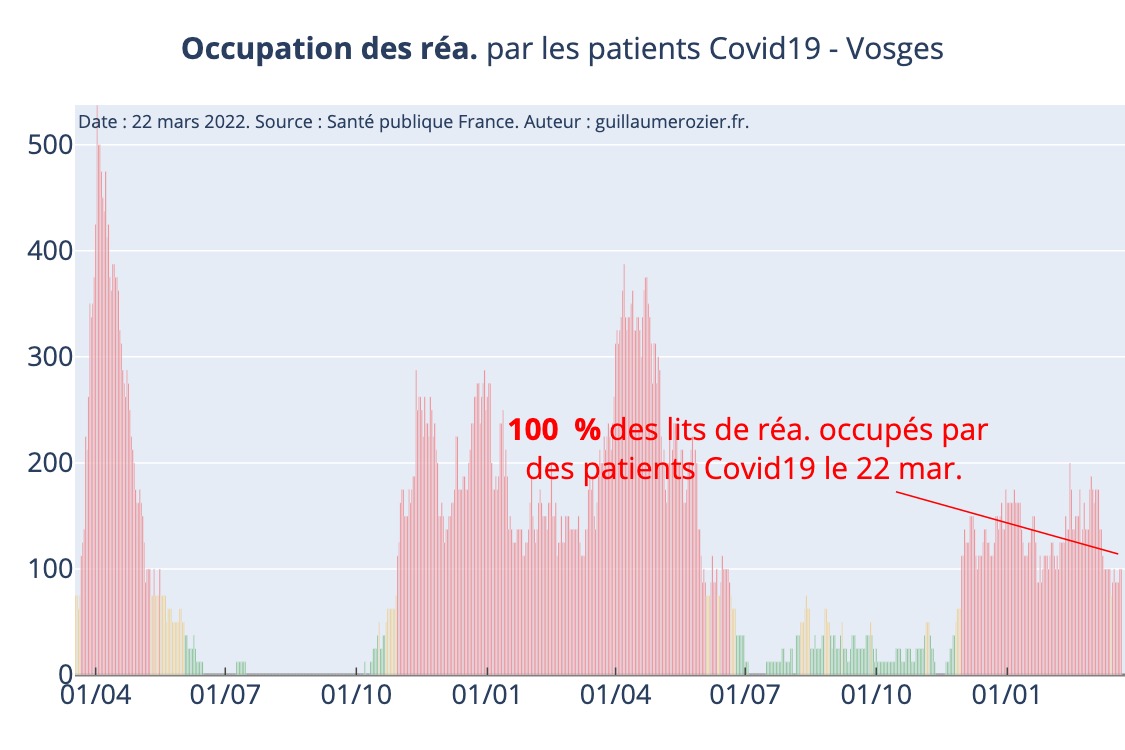 Occupation des réa. par les patients Covid19 - Vosges
Date : 22 mars 2022. Source : Santé publique France. Auteur : guillaumerozier.fr.
500
400
300
200
100
0
100 % des lits de réa. occupés par
des patients Covid19 le 22 mar.
01/04 01/07 01/10 01/01 01/04 01/07 01/10 01/01